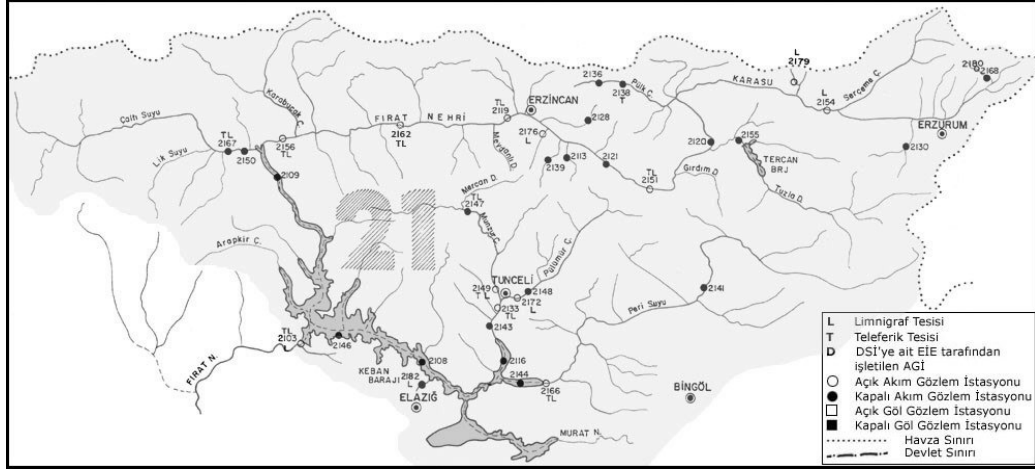 L
2179
2180
2168
2136
2138
T
Pülk Ç.
KARASU
L
2154
Serçeme Ç.
ERZURUM
2130
TL
2119
ERZİNCAN
2128
2176
L
Karabudak Ç.
Çaltı Suyu
FIRAT NEHRİ
2162
TL
2156
TL
TL
2167
2150
Lik Suyu
2109
2139
2113
2121
TL
2151
2120
2155
Girdim D.
TERCAN
BRJ
Tuzla D.
Mercan D.
TL
2147
Munzur Ç.
21
Arapkir Ç.
Pülümür Ç.
TUNCELİ
2149
T L
2148
2172
L
2133
TL
2143
Peri Suyu
2141
TL
2103
2146
FIRAT N.
KEBAN
BARAJI
2108
2182
L
ELAZIĞ
2116
2144
2166
TL
BİNGÖL
MURAT N.
L Limnigraf Tesisi
T Teleferik Tesisi
D DSİ'ye ait EİE tarafından
işletilen AGİ
Açık Akım Gözlem İstasyonu
Kapalı Akım Gözlem İstasyonu
Açık Göl Gözlem İstasyonu
Kapalı Göl Gözlem İstasyonu
Havza Sınırı
Devlet Sınırı